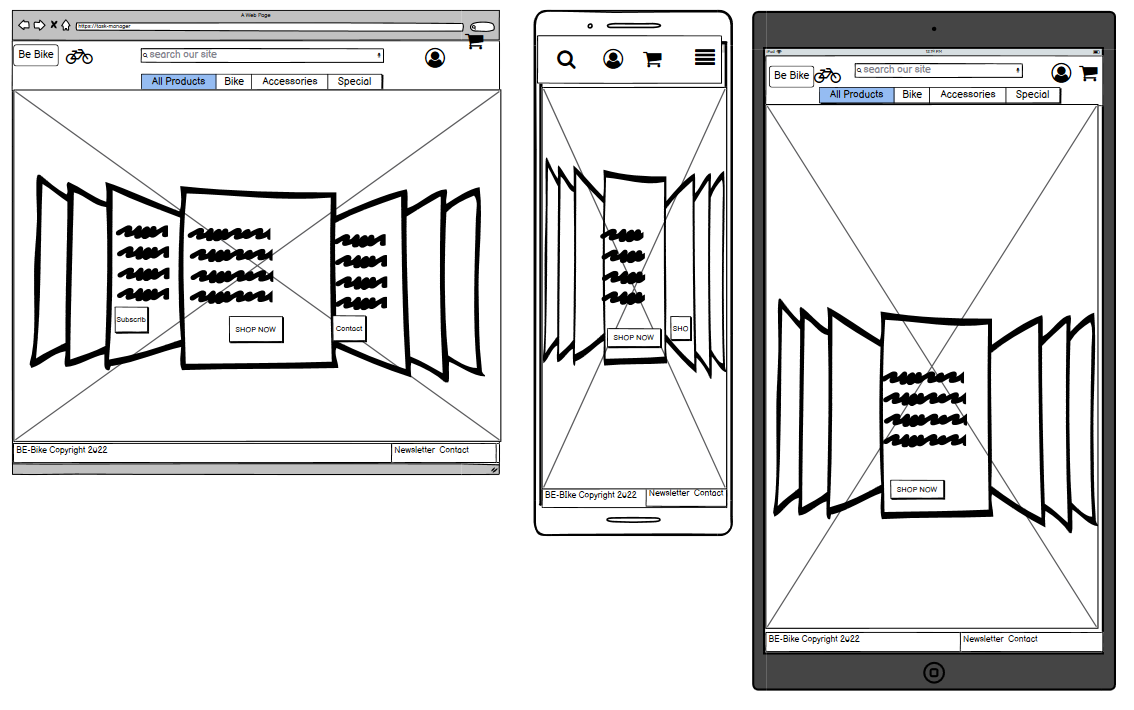 A Web Page
https://task-manager
Be Bike
search our site
All Products Bike Accessories Special
Subscrib
SHOP NOW
Contact
BE-Bike Copyright 2022
Newsletter Contact
SHOP NOW
SHO
BE-Bike Copyright 2022
Newsletter Contact
iPad
12:71 PM
Be Bike
search our site
All Products Bike Accessories Special
SHOP NOW
BE-Bike Copyright 2022
Newsletter Contact